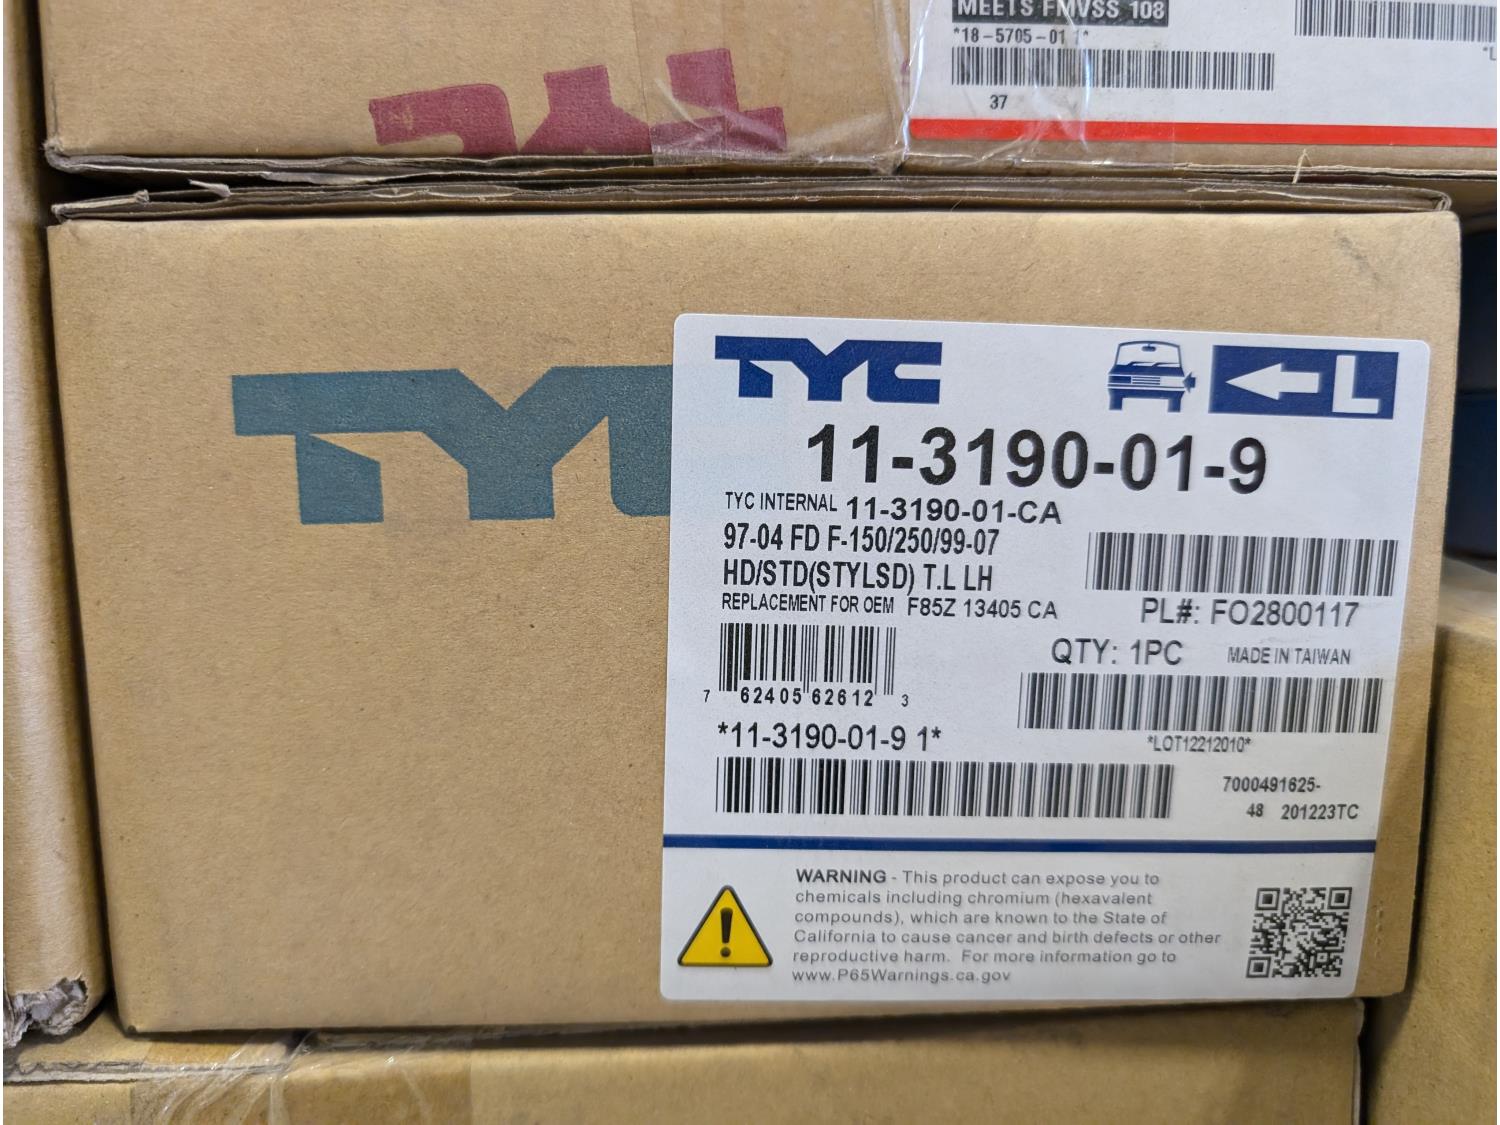 MEETS FMVSS 108
*18-5705-01 1*
37
TYC
TYC
L
11-3190-01-9
TYC INTERNAL 11-3190-01-CA
97-04 FD F-150/250/99-07
HD/STD(STYLSD) T.L LH
REPLACEMENT FOR OEM F85Z 13405 CA
PL#: FO2800117
QTY: 1PC MADE IN TAIWAN
7 62405 62612 3
*11-3190-01-9 1*
*LOT12212010*
7000491625-
48 201223TC
WARNING - This product can expose you to
chemicals including chromium (hexavalent
compounds), which are known to the State of
California to cause cancer and birth defects or other
reproductive harm. For more information go to
www.P65Warnings.ca.gov